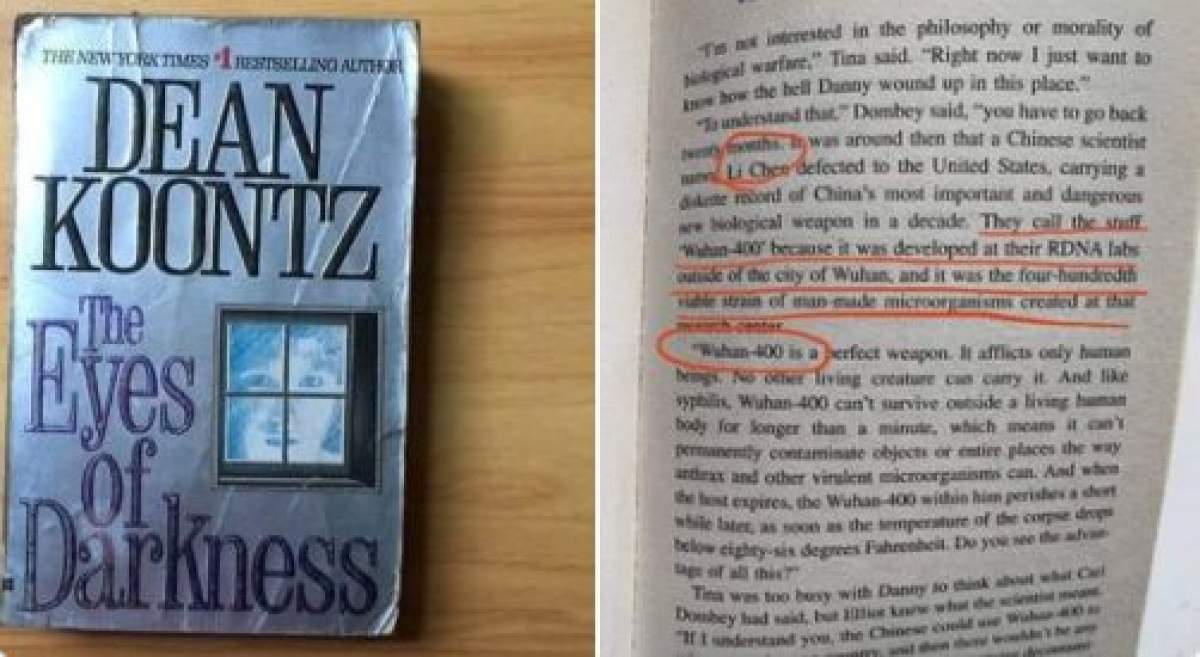 THE NEW YORK TIMES #1 BESTSELLING AUTHOR
DEAN
KOONTZ
The
Eyes
of
Darkness
"I'm not interested in the philosophy or morality of
biological warfare," Tina said. "Right now I just want to
know how the hell Danny wound up in this place."
"To understand that," Dombey said, "you have to go back
twenty months. It was around then that a Chinese scientist
named Li Chen defected to the United States, carrying a
diskette record of China's most important and dangerous
new biological weapon in a decade. They call the stuff
'Wuhan-400' because it was developed at their RDNA labs
outside of the city of Wuhan, and it was the four-hundredth
viable strain of man-made microorganisms created at that
research center.
"Wuhan-400 is a perfect weapon. It afflicts only human
beings. No other living creature can carry it. And like
syphilis, Wuhan-400 can't survive outside a living human
body for longer than a minute, which means it can't
permanently contaminate objects or entire places the way
anthrax and other virulent microorganisms can. And when
the host expires, the Wuhan-400 within him perishes a short
while later, as soon as the temperature of the corpse drops
below eighty-six degrees Fahrenheit. Do you see the advan-
tage of all this?"
Tina was too busy with Danny to think about what Carl
Dombey had said, but Elliot knew what the scientist meant.
"If I understand you, the Chinese could use Wuhan-400 to
country, and then there wouldn't be any